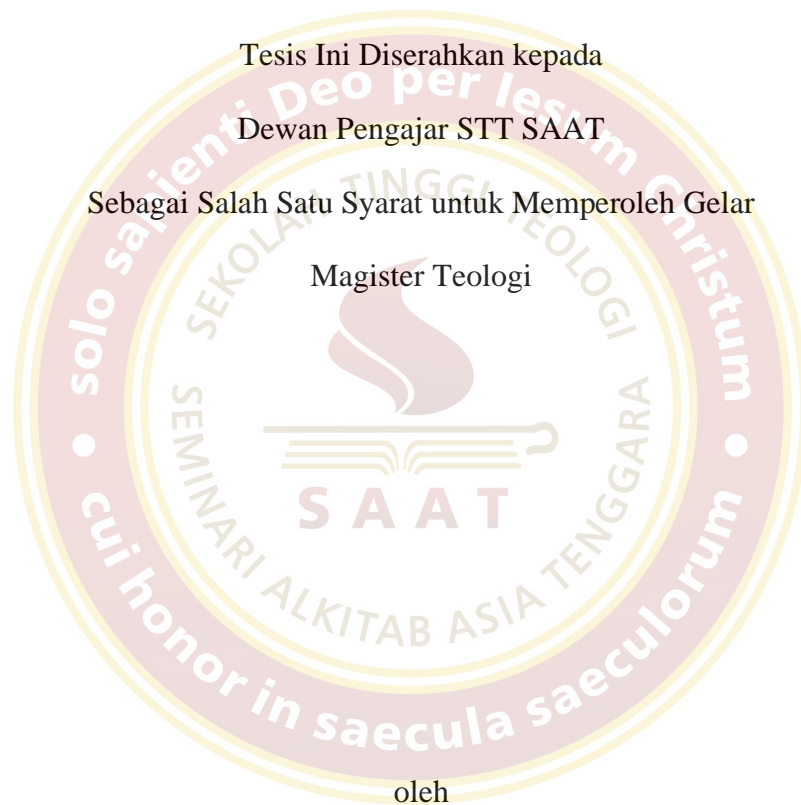 Tesis Ini Diserahkan kepada
Dewan Pengajar STT SAAT
Sebagai Salah Satu Syarat untuk Memperoleh Gelar
Magister Teologi
solo sapienti Deo per Iesum Christum
SEKOLAH TINGGI TEOLOGI
SAAT
SEMINARI ALKITAB ASIA TENGGARA
cui honor in saecula saeculorum
oleh